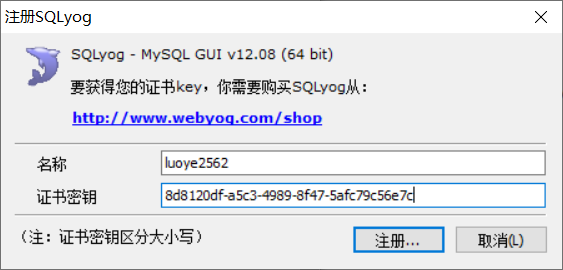 注册SQLyog
SQLyog - MySQL GUI v12.08 (64 bit)
要获得您的证书key，你需要购买SQLyog从：
http://www.webyog.com/shop
名称 luoye2562
证书密钥 8d8120df-a5c3-4989-8f47-5afc79c56e7c
（注：证书密钥区分大小写）
注册... 取消(L)